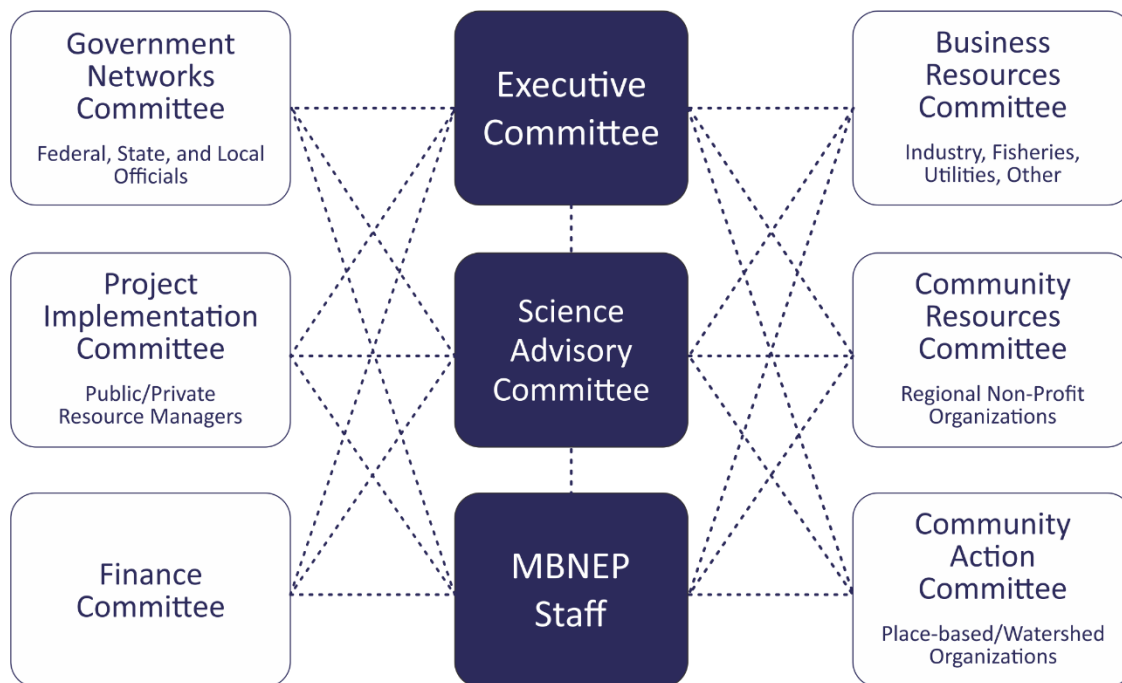 Government
Networks
Committee
Federal, State, and Local
Officials
Executive
Committee
Business
Resources
Committee
Industry, Fisheries,
Utilities, Other
Project
Implementation
Committee
Public/Private
Resource Managers
Science
Advisory
Committee
Community
Resources
Committee
Regional Non-Profit
Organizations
Finance
Committee
MBNEP
Staff
Community
Action
Committee
Place-based/Watershed
Organizations